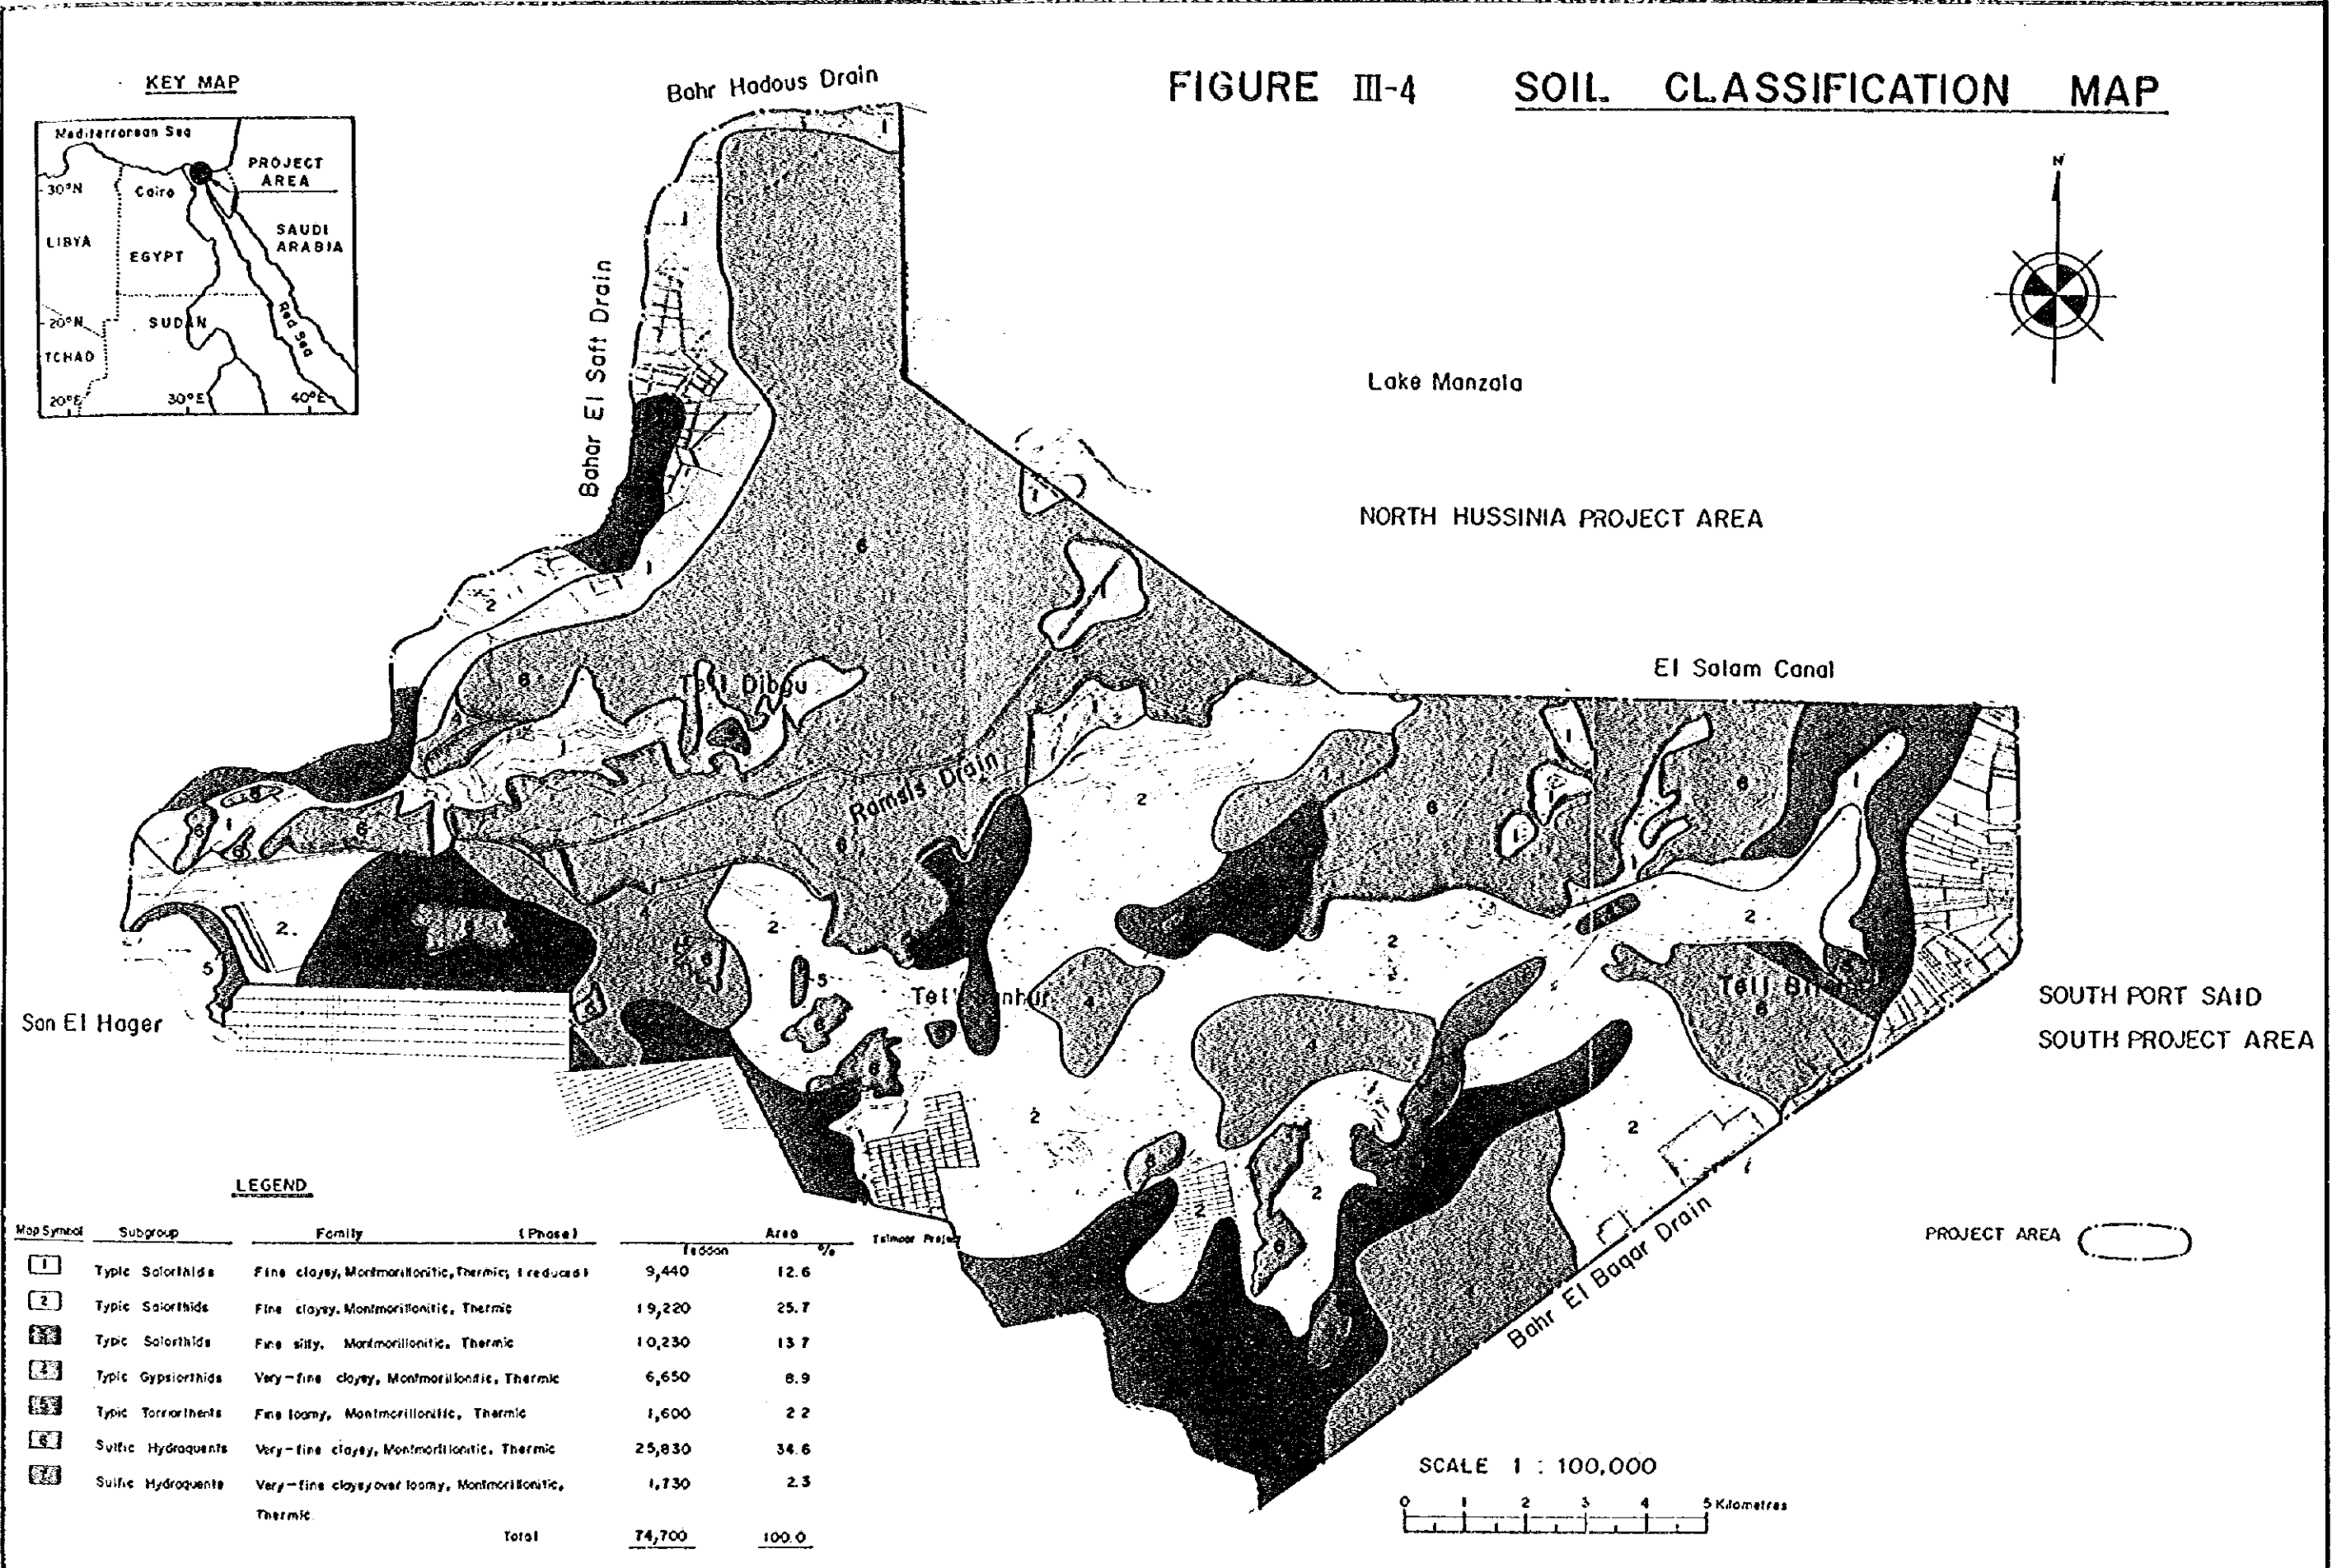 FIGURE III-4 SOIL CLASSIFICATION MAP
KEY MAP
Mediterranean Sea
PROJECT
AREA
30°N
Cairo
LIBYA
EGYPT
SAUDI
ARABIA
20°N
SUDAN
Red Sea
TCHAD
20°E
30°E
40°E
N
Bahr Hadous Drain
Bahar El Saft Drain
Lake Manzala
NORTH HUSSINIA PROJECT AREA
El Salam Canal
Tell Dibgu
Ramsis Drain
San El Hager
SOUTH PORT SAID
SOUTH PROJECT AREA
Bahr El Baqar Drain
PROJECT AREA
LEGEND
Map Symbol Subgroup Family (Phase) Area
feddan %
1 Typic Salorthids Fine clayey, Montmorillonitic, Thermic, (reduced) 9,440 12.6
2 Typic Salorthids Fine clayey, Montmorillonitic, Thermic 19,220 25.7
3 Typic Salorthids Fine silty, Montmorillonitic, Thermic 10,230 13.7
4 Typic Gypsiorthids Very-fine clayey, Montmorillonitic, Thermic 6,650 8.9
5 Typic Torriorthents Fine loamy, Montmorillonitic, Thermic 1,600 2.2
6 Sulfic Hydraquents Very-fine clayey, Montmorillonitic, Thermic 25,830 34.6
7 Sulfic Hydraquents Very-fine clayey over loamy, Montmorillonitic, 1,730 2.3
Thermic
Total 74,700 100.0
SCALE 1 : 100,000
0 1 2 3 4 5 Kilometres